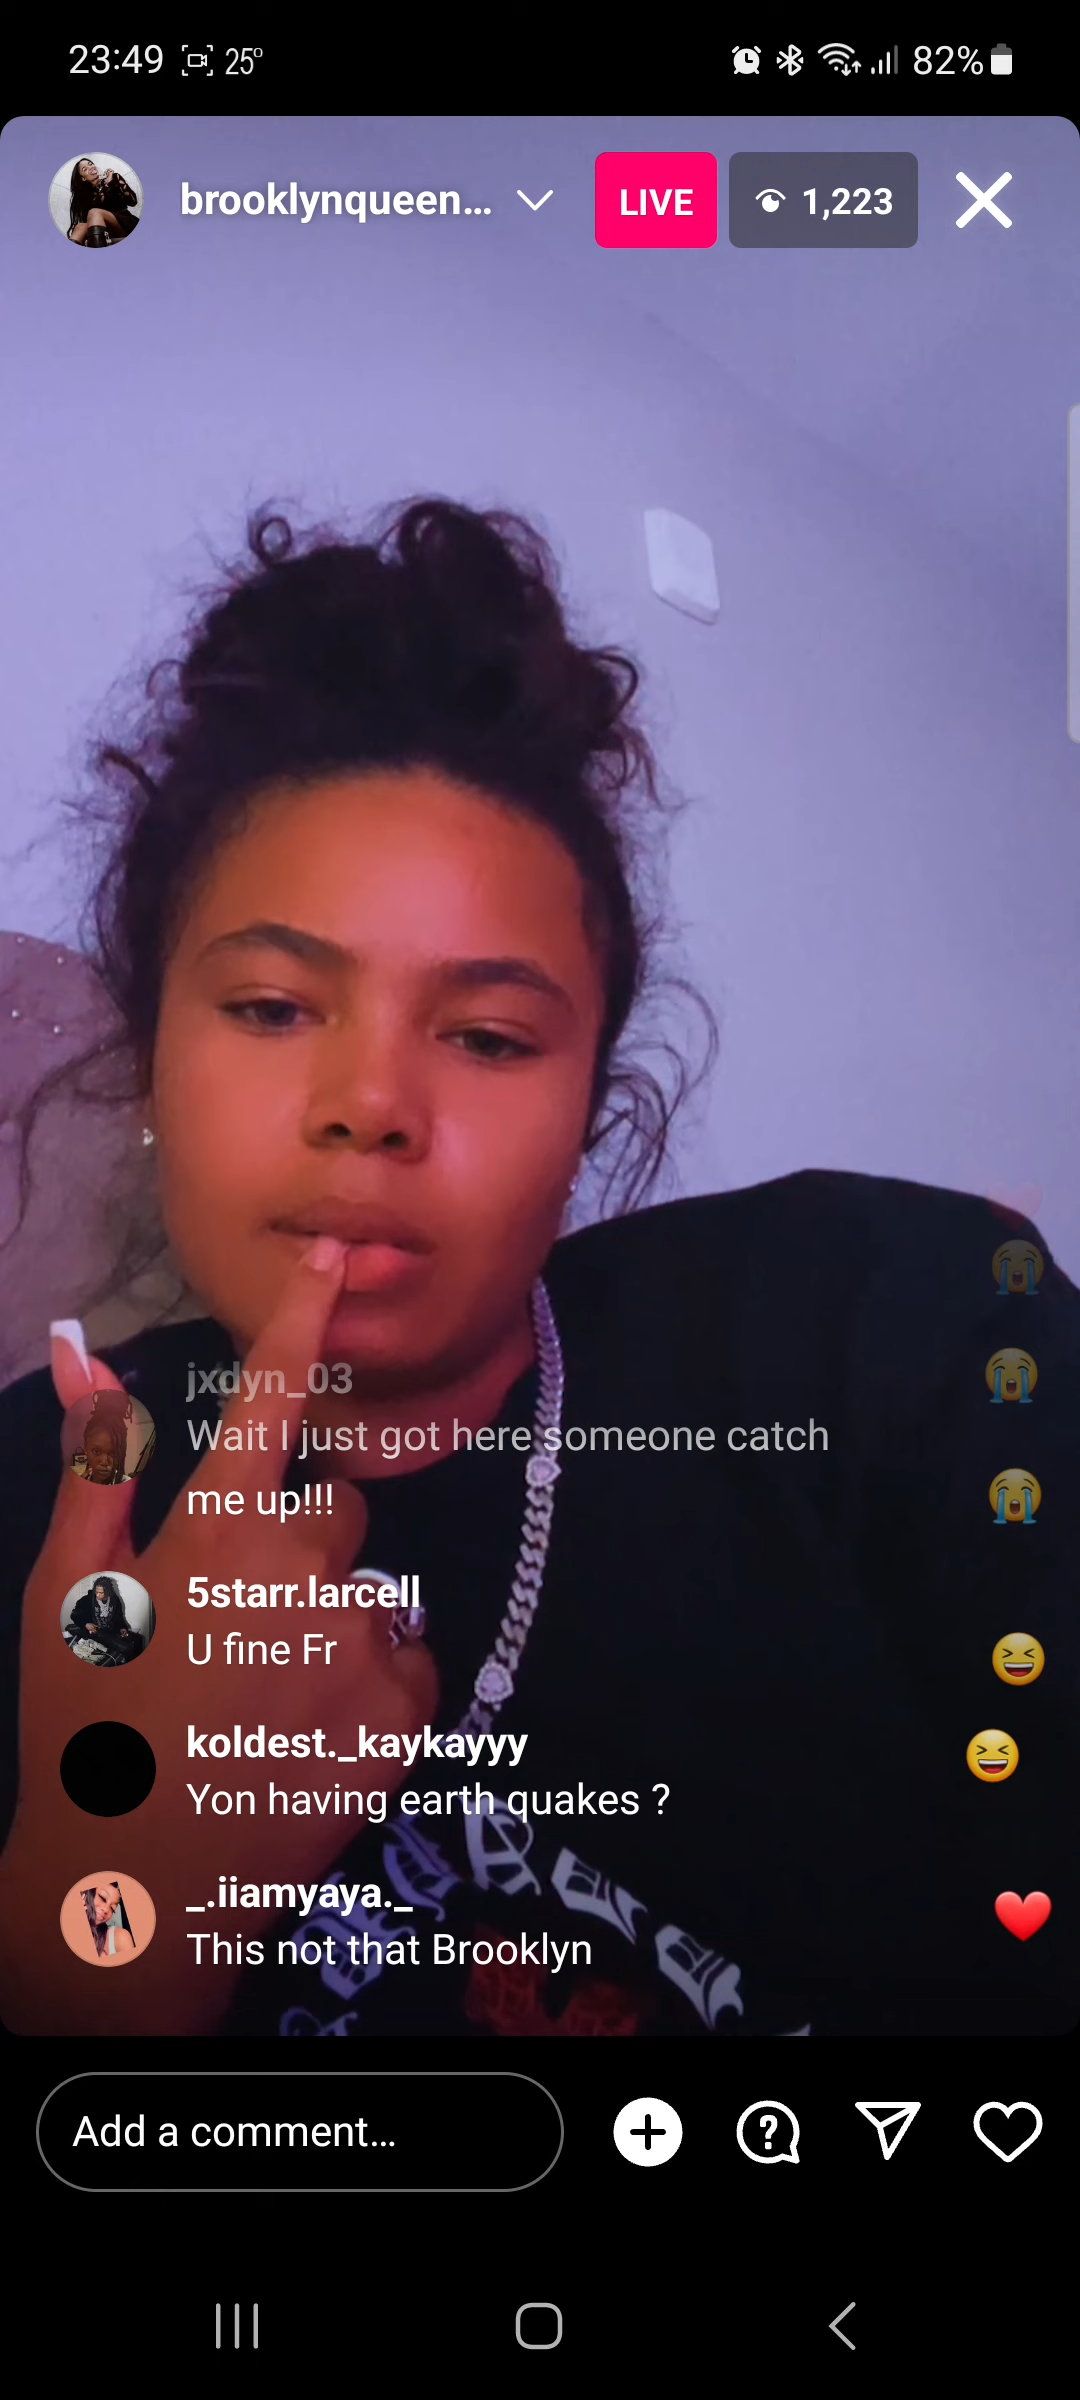 23:49 25°
82%
brooklynqueen...
LIVE
1,223
jxdyn_03
Wait I just got here someone catch
me up!!!
5starr.larcell
U fine Fr
koldest._kaykayyy
Yon having earth quakes ?
_.iiamyaya._
This not that Brooklyn
Add a comment...